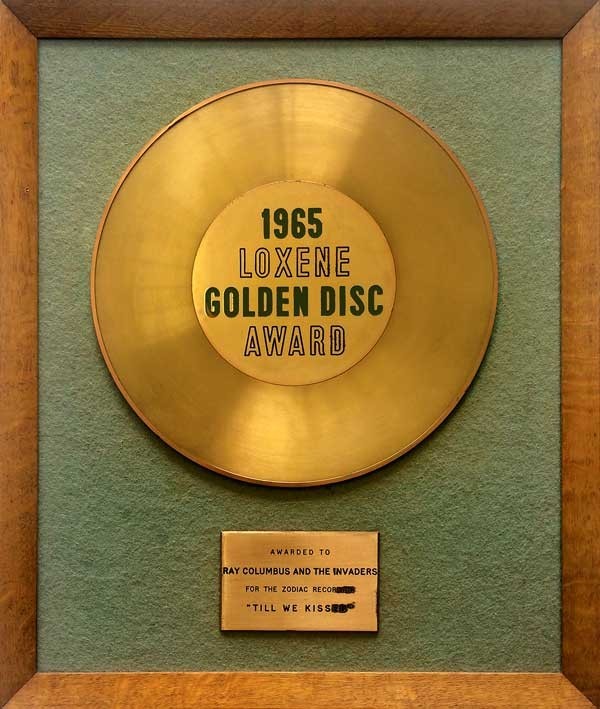 1965
LOXENE
GOLDEN DISC
AWARD
AWARDED TO
RAY COLUMBUS AND THE INVADERS
FOR THE ZODIAC
"TILL WE